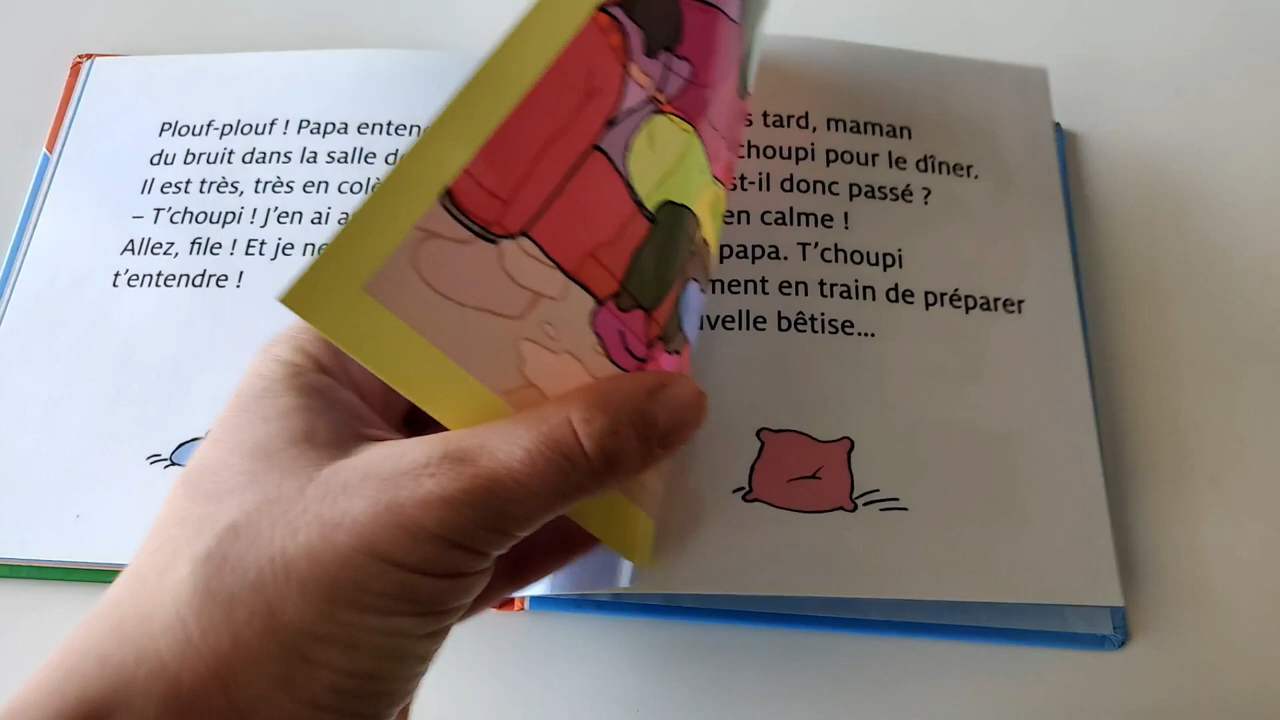 Plouf-plouf ! Papa enten
du bruit dans la salle d
Il est très, très en colè
– T'choupi ! J'en ai a
Allez, file ! Et je ne
t'entendre !
s tard, maman
choupi pour le dîner.
st-il donc passé ?
en calme !
papa. T'choupi
ment en train de préparer
velle bêtise...